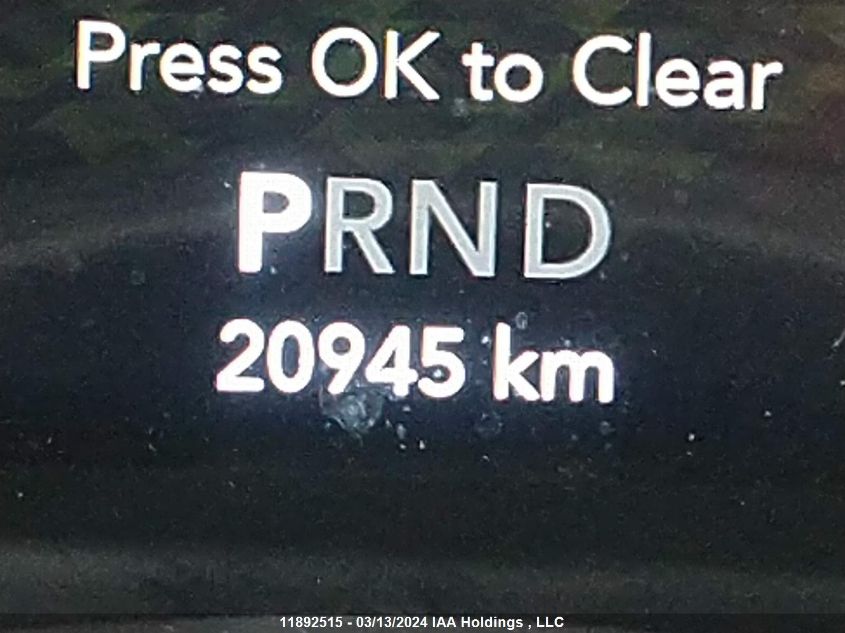 Press OK to Clear
PRND
20945 km
11892515 - 03/13/2024 IAA Holdings , LLC